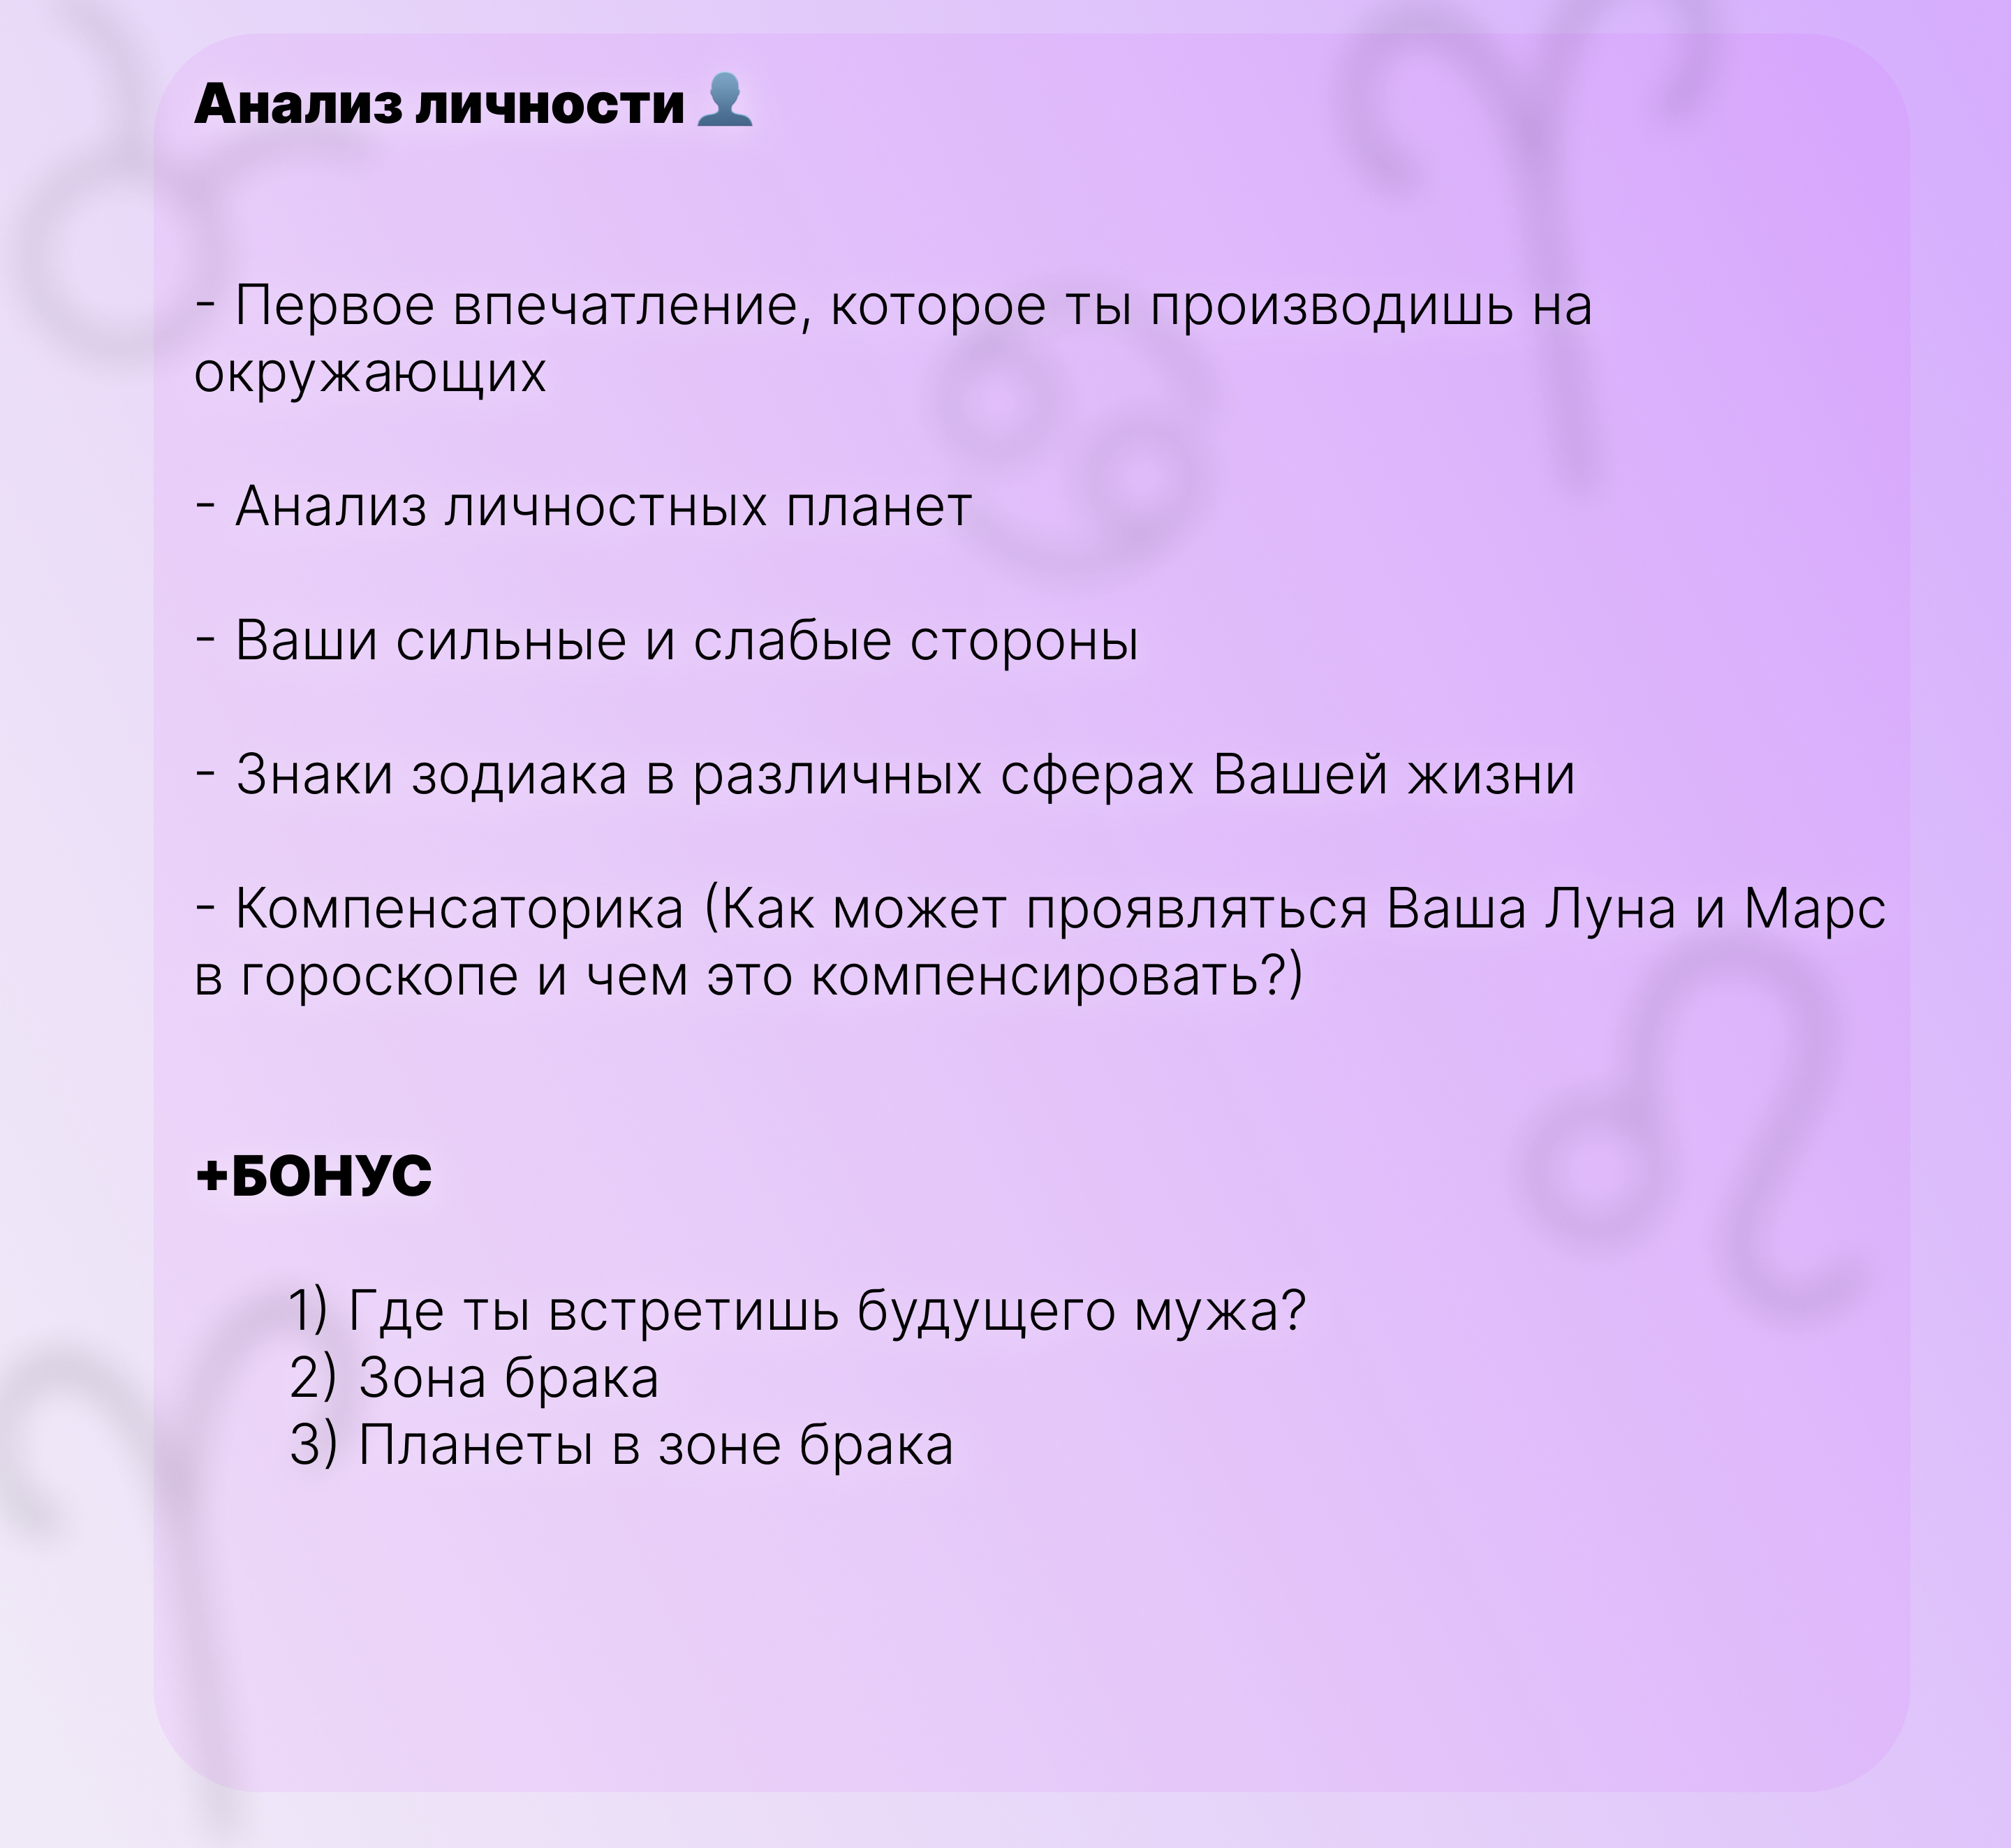 Анализ личности 👤
- Первое впечатление, которое ты производишь на
окружающих
- Анализ личностных планет
- Ваши сильные и слабые стороны
- Знаки зодиака в различных сферах Вашей жизни
- Компенсаторика (Как может проявляться Ваша Луна и Марс
в гороскопе и чем это компенсировать?)
+БОНУС
1) Где ты встретишь будущего мужа?
2) Зона брака
3) Планеты в зоне брака